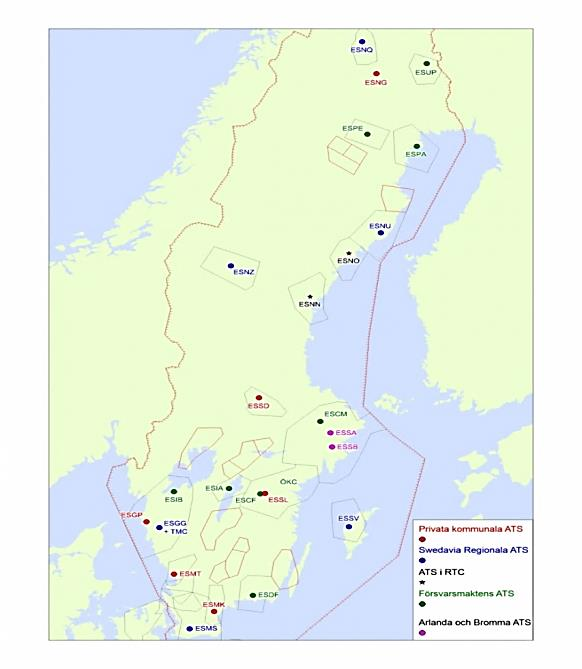 ESNQ
ESUP
ESNG
ESPE
ESPA
ESNU
ESNO
ESNZ
ESNN
ESSD
ESCM
ESSA
ESSB
ÖKC
ESIA
ESIB
ESCF
ESSL
ESGP
ESGG
+ TMC
ESSV
ESMT
ESDF
ESMK
ESMS
Privata kommunala ATS
Swedavia Regionala ATS
ATS i RTC
Försvarsmaktens ATS
Arlanda och Bromma ATS